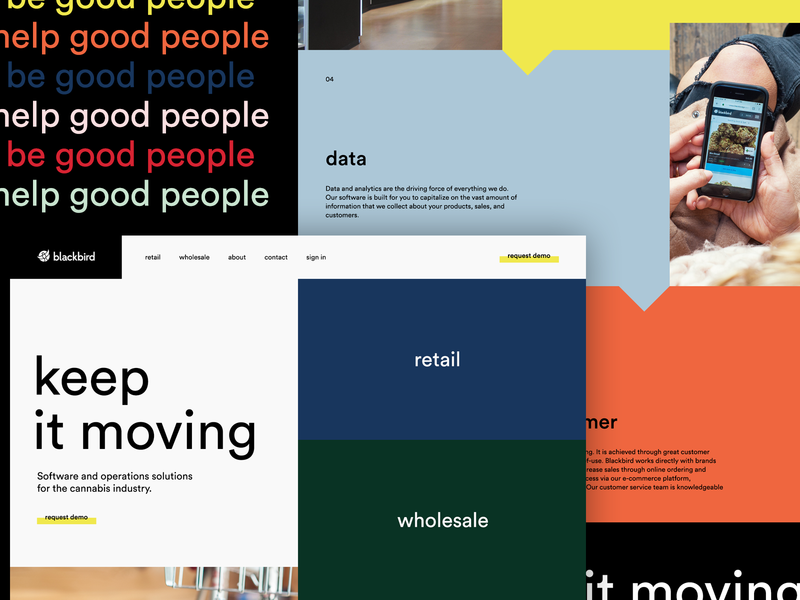 be good people
help good people
be good people
help good people
be good people
help good people
04
data
Data and analytics are the driving force of everything we do.
Our software is built for you to capitalize on the vast amount of
information that we collect about your products, sales, and
customers.
blackbird
retail
wholesale
about
contact
sign in
request demo
keep
it moving
Software and operations solutions
for the cannabis industry.
request demo
retail
wholesale
mer
ng. It is achieved through great customer
f-use. Blackbird works directly with brands
rease sales through online ordering and
cess via our e-commerce platform,
Our customer service team is knowledgeable
it moving
blackbird